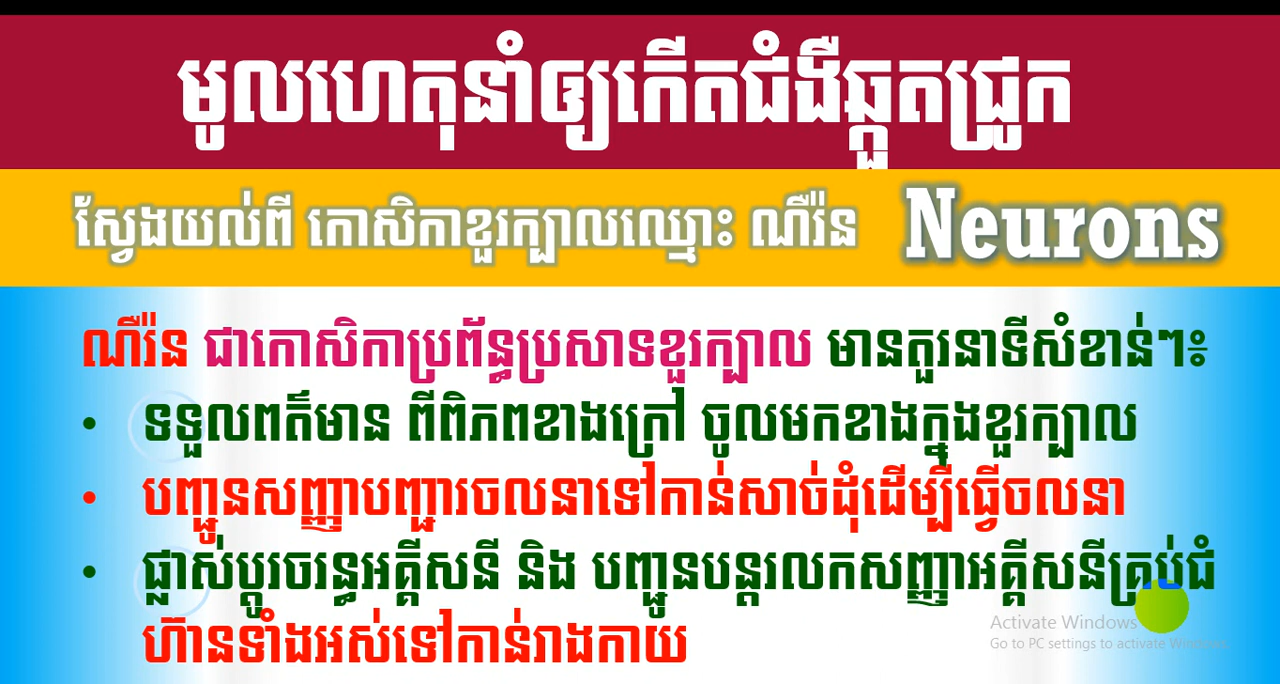 មូលហេតុនាំឲ្យកើតជំងឺឆ្កួតជ្រូក
ស្វែងយល់ពី កោសិកាខួរក្បាលឈ្មោះ ណឺរ៉ន Neurons
ណឺរ៉ន ជាកោសិកាប្រព័ន្ធប្រសាទខួរក្បាល មានតួរនាទីសំខាន់ៗ៖
• ទទួលពត៌មាន ពីពិភពខាងក្រៅ ចូលមកខាងក្នុងខួរក្បាល
• បញ្ជូនសញ្ញាបញ្ជារចលនាទៅកាន់សាច់ដុំដើម្បីធ្វើចលនា
• ផ្លាស់ប្តូរចរន្ធអគ្គីសនី និង បញ្ជូនបន្តរលកសញ្ញាអគ្គីសនីគ្រប់ជំ
ហ៊ានទាំងអស់ទៅកាន់រាងកាយ
Activate Windows
Go to PC settings to activate Windows.